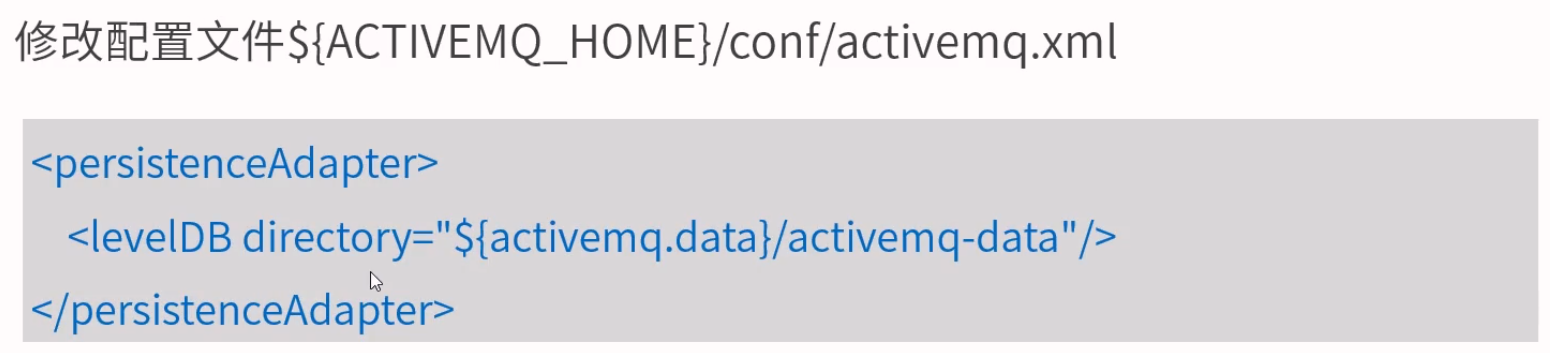 修改配置文件${ACTIVEMQ_HOME}/conf/activemq.xml
<persistenceAdapter>
<levelDB directory="${activemq.data}/activemq-data"/>
</persistenceAdapter>